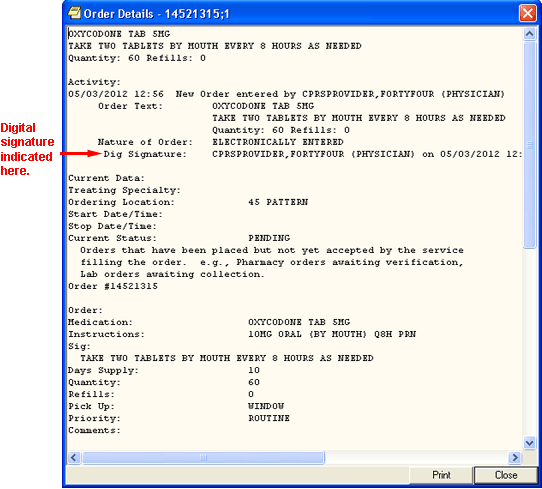 Order Details - 14521315;1
OXYCODONE TAB 5MG
TAKE TWO TABLETS BY MOUTH EVERY 8 HOURS AS NEEDED
Quantity: 60 Refills: 0
Activity:
05/03/2012 12:56 New Order entered by CPRSPROVIDER,FORTYFOUR (PHYSICIAN)
Order Text: OXYCODONE TAB 5MG
TAKE TWO TABLETS BY MOUTH EVERY 8 HOURS AS NEEDED
Quantity: 60 Refills: 0
Nature of Order: ELECTRONICALLY ENTERED
Dig Signature: CPRSPROVIDER,FORTYFOUR (PHYSICIAN) on 05/03/2012 12:
Digital
signature
indicated
here.
Current Data:
Treating Specialty:
Ordering Location: 45 PATTERN
Start Date/Time:
Stop Date/Time:
Current Status: PENDING
Orders that have been placed but not yet accepted by the service
filling the order. e.g., Pharmacy orders awaiting verification,
Lab orders awaiting collection.
Order #14521315
Order:
Medication: OXYCODONE TAB 5MG
Instructions: 10MG ORAL (BY MOUTH) Q8H PRN
Sig:
TAKE TWO TABLETS BY MOUTH EVERY 8 HOURS AS NEEDED
Days Supply: 10
Quantity: 60
Refills: 0
Pick Up: WINDOW
Priority: ROUTINE
Comments:
Print Close